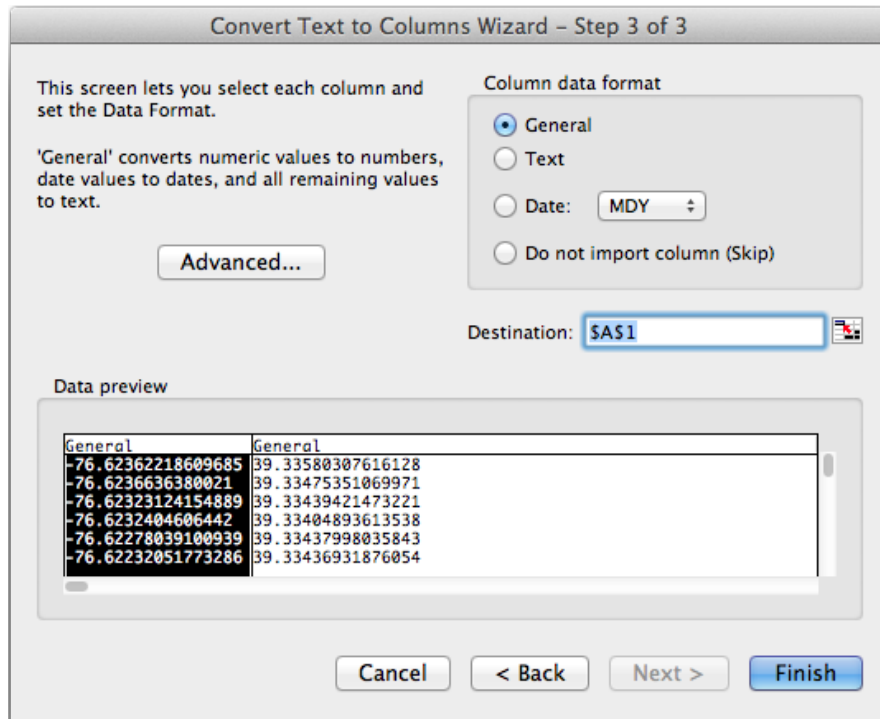 Convert Text to Columns Wizard – Step 3 of 3
This screen lets you select each column and
set the Data Format.
'General' converts numeric values to numbers,
date values to dates, and all remaining values
to text.
Advanced...
Column data format
General
Text
Date: MDY
Do not import column (Skip)
Destination: $A$1
Data preview
General General
-76.62362218609685 39.33580307616128
-76.6236636380021 39.33475351069971
-76.62323124154889 39.33439421473221
-76.6232404606442 39.33404893613538
-76.62278039100939 39.33437998035843
-76.62232051773286 39.33436931876054
Cancel < Back Next > Finish